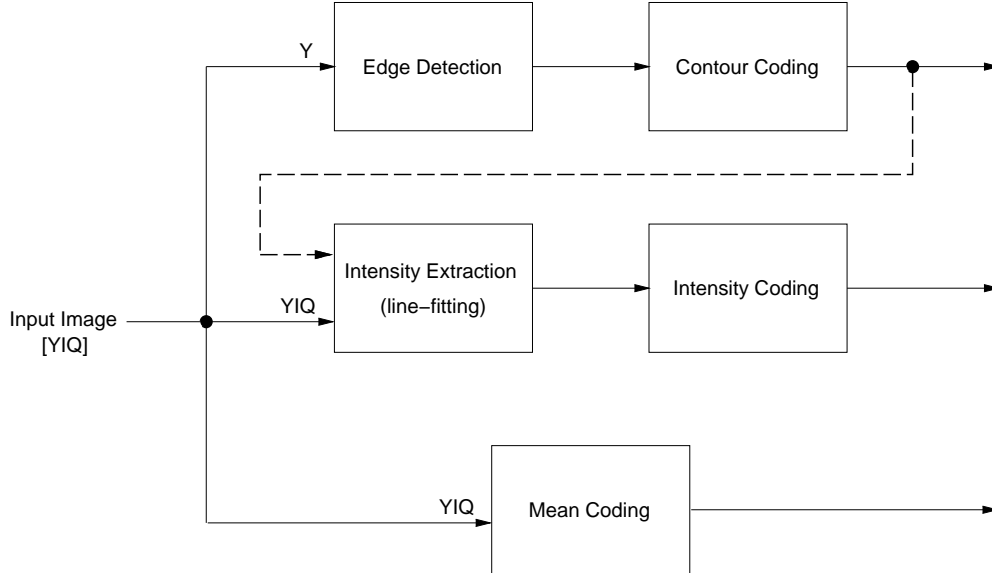 Y
Edge Detection
Contour Coding
Intensity Extraction
(line−fitting)
YIQ
Intensity Coding
Input Image
[YIQ]
YIQ
Mean Coding